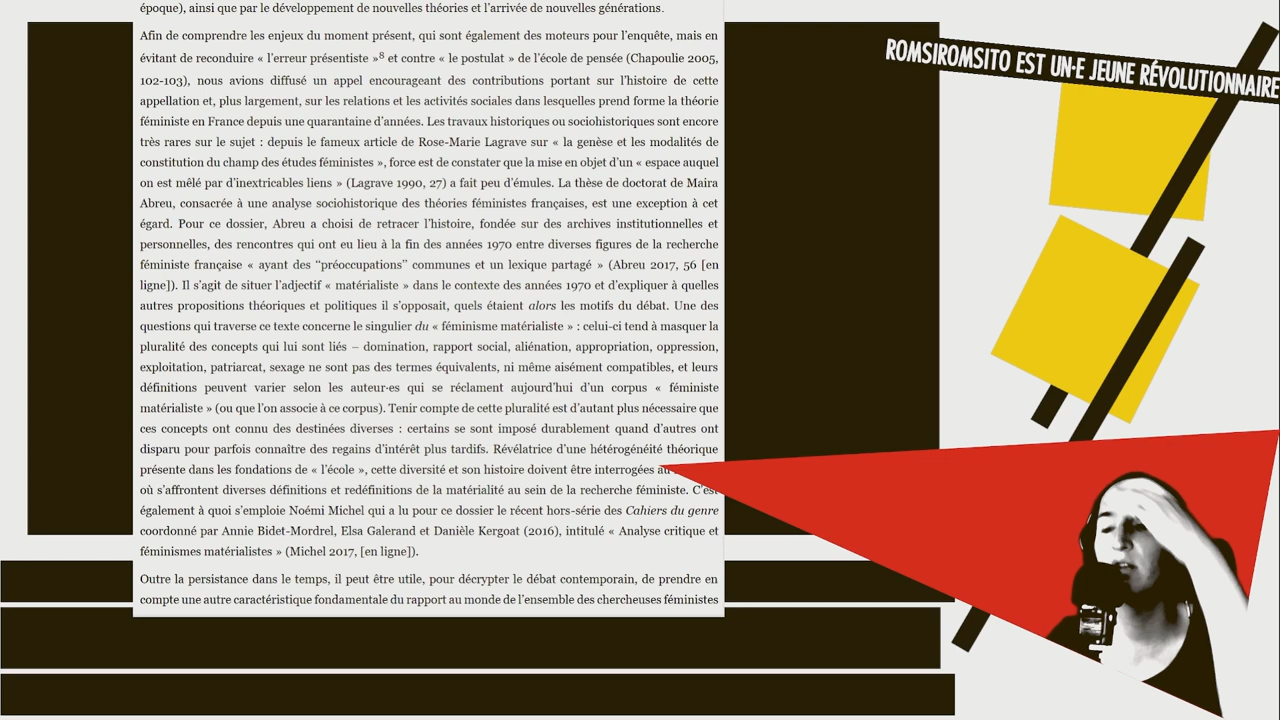 époque), ainsi que par le développement de nouvelles théories et l'arrivée de nouvelles générations.
Afin de comprendre les enjeux du moment présent, qui sont également des moteurs pour l'enquête, mais en
évitant de reconduire « l'erreur présentiste »8 et contre « le postulat » de l'école de pensée (Chapoulie 2005,
102-103), nous avions diffusé un appel encourageant des contributions portant sur l'histoire de cette
appellation et, plus largement, sur les relations et les activités sociales dans lesquelles prend forme la théorie
féministe en France depuis une quarantaine d'années. Les travaux historiques ou sociohistoriques sont encore
très rares sur le sujet : depuis le fameux article de Rose-Marie Lagrave sur « la genèse et les modalités de
constitution du champ des études féministes », force est de constater que la mise en objet d'un « espace auquel
on est mêlé par d'inextricables liens » (Lagrave 1990, 27) a fait peu d'émules. La thèse de doctorat de Maira
Abreu, consacrée à une analyse sociohistorique des théories féministes françaises, est une exception à cet
égard. Pour ce dossier, Abreu a choisi de retracer l'histoire, fondée sur des archives institutionnelles et
personnelles, des rencontres qui ont eu lieu à la fin des années 1970 entre diverses figures de la recherche
féministe française « ayant des “préoccupations” communes et un lexique partagé » (Abreu 2017, 56 [en
ligne]). Il s'agit de situer l'adjectif « matérialiste » dans le contexte des années 1970 et d'expliquer à quelles
autres propositions théoriques et politiques il s'opposait, quels étaient alors les motifs du débat. Une des
questions qui traverse ce texte concerne le singulier du « féminisme matérialiste » : celui-ci tend à masquer la
pluralité des concepts qui lui sont liés – domination, rapport social, aliénation, appropriation, oppression,
exploitation, patriarcat, sexage ne sont pas des termes équivalents, ni même aisément compatibles, et leurs
définitions peuvent varier selon les auteur·es qui se réclament aujourd'hui d'un corpus « féministe
matérialiste » (ou que l'on associe à ce corpus). Tenir compte de cette pluralité est d'autant plus nécessaire que
ces concepts ont connu des destinées diverses : certains se sont imposé durablement quand d'autres ont
disparu pour parfois connaître des regains d'intérêt plus tardifs. Révélatrice d'une hétérogénéité théorique
présente dans les fondations de « l'école », cette diversité et son histoire doivent être interrogées
où s'affrontent diverses définitions et redéfinitions de la matérialité au sein de la recherche féministe. C'est
également à quoi s'emploie Noémi Michel qui a lu pour ce dossier le récent hors-série des Cahiers du genre
coordonné par Annie Bidet-Mordrel, Elsa Galerand et Danièle Kergoat (2016), intitulé « Analyse critique et
féminismes matérialistes » (Michel 2017, [en ligne]).
Outre la persistance dans le temps, il peut être utile, pour décrypter le débat contemporain, de prendre en
compte une autre caractéristique fondamentale du rapport au monde de l'ensemble des chercheuses féministes
ROMSIROMSITO EST UN·E JEUNE RÉVOLUTIONNAIRE